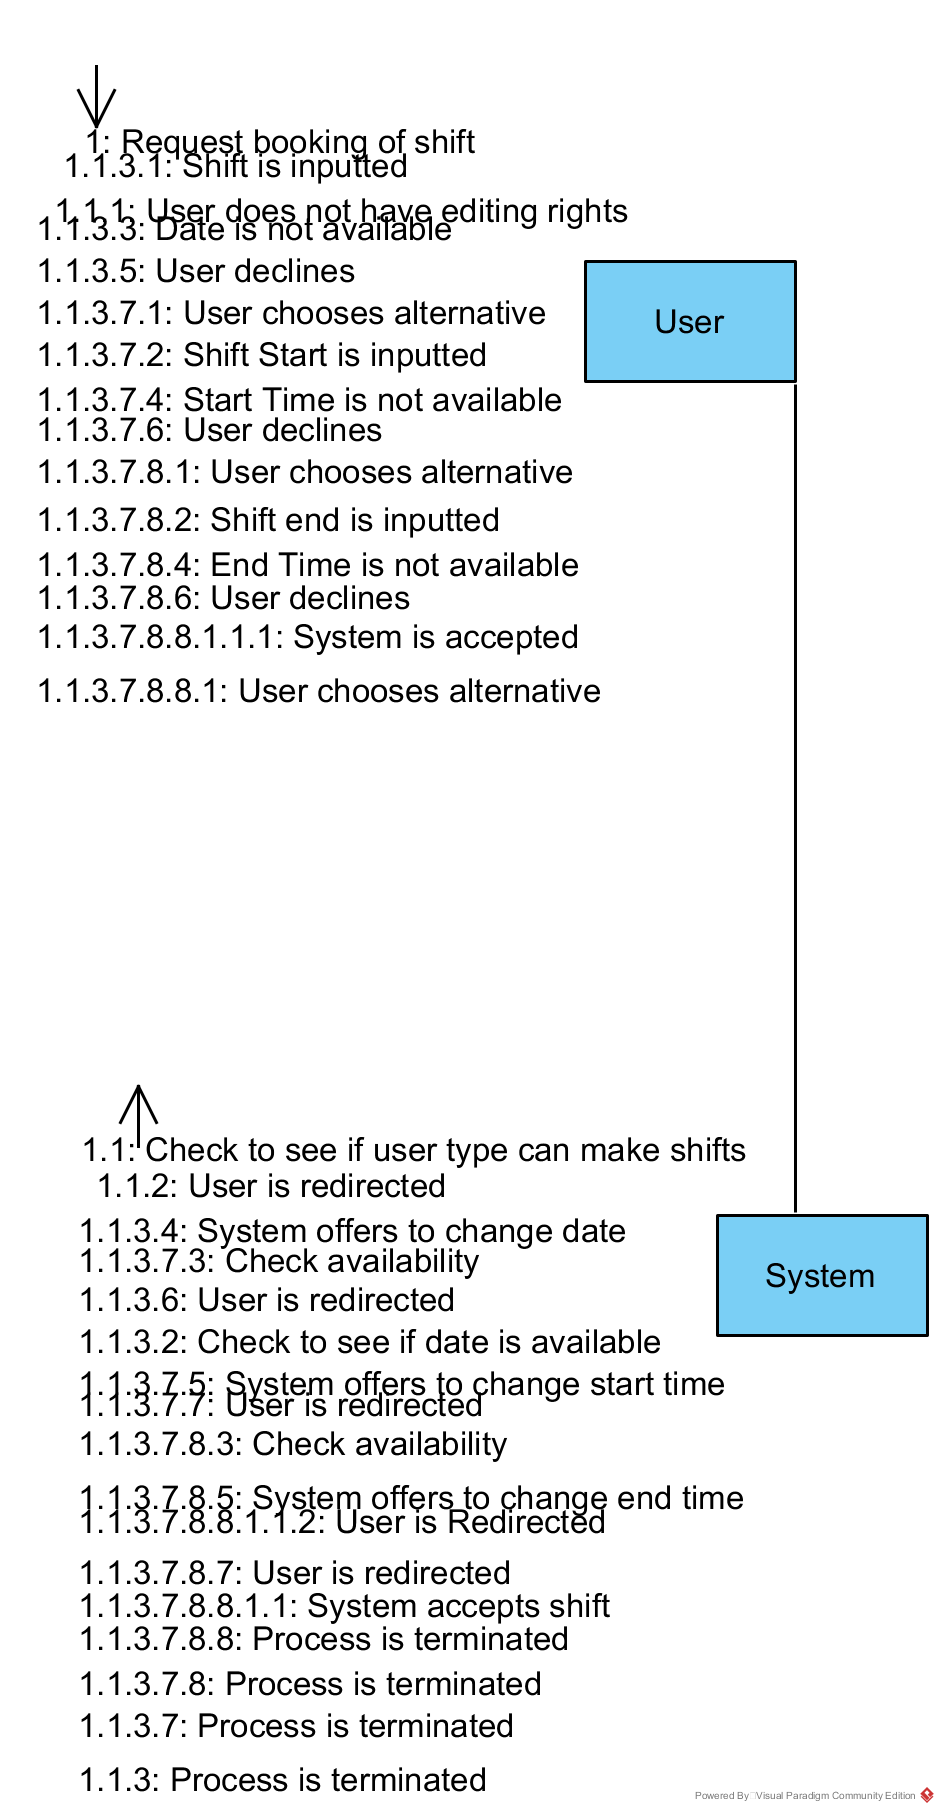 1: Request booking of shift
1.1.3.1: Shift is inputted
1.1.1: User does not have editing rights
1.1.3.3: Date is not available
1.1.3.5: User declines
User
1.1.3.7.1: User chooses alternative
1.1.3.7.2: Shift Start is inputted
1.1.3.7.4: Start Time is not available
1.1.3.7.6: User declines
1.1.3.7.8.1: User chooses alternative
1.1.3.7.8.2: Shift end is inputted
1.1.3.7.8.4: End Time is not available
1.1.3.7.8.6: User declines
1.1.3.7.8.8.1.1.1: System is accepted
1.1.3.7.8.8.1: User chooses alternative
1.1: Check to see if user type can make shifts
1.1.2: User is redirected
1.1.3.4: System offers to change date
1.1.3.7.3: Check availability
System
1.1.3.6: User is redirected
1.1.3.2: Check to see if date is available
1.1.3.7.5: System offers to change start time
1.1.3.7.7: User is redirected
1.1.3.7.8.3: Check availability
1.1.3.7.8.5: System offers to change end time
1.1.3.7.8.8.1.1.2: User is Redirected
1.1.3.7.8.7: User is redirected
1.1.3.7.8.8.1.1: System accepts shift
1.1.3.7.8.8: Process is terminated
1.1.3.7.8: Process is terminated
1.1.3.7: Process is terminated
1.1.3: Process is terminated
Powered By Visual Paradigm Community Edition